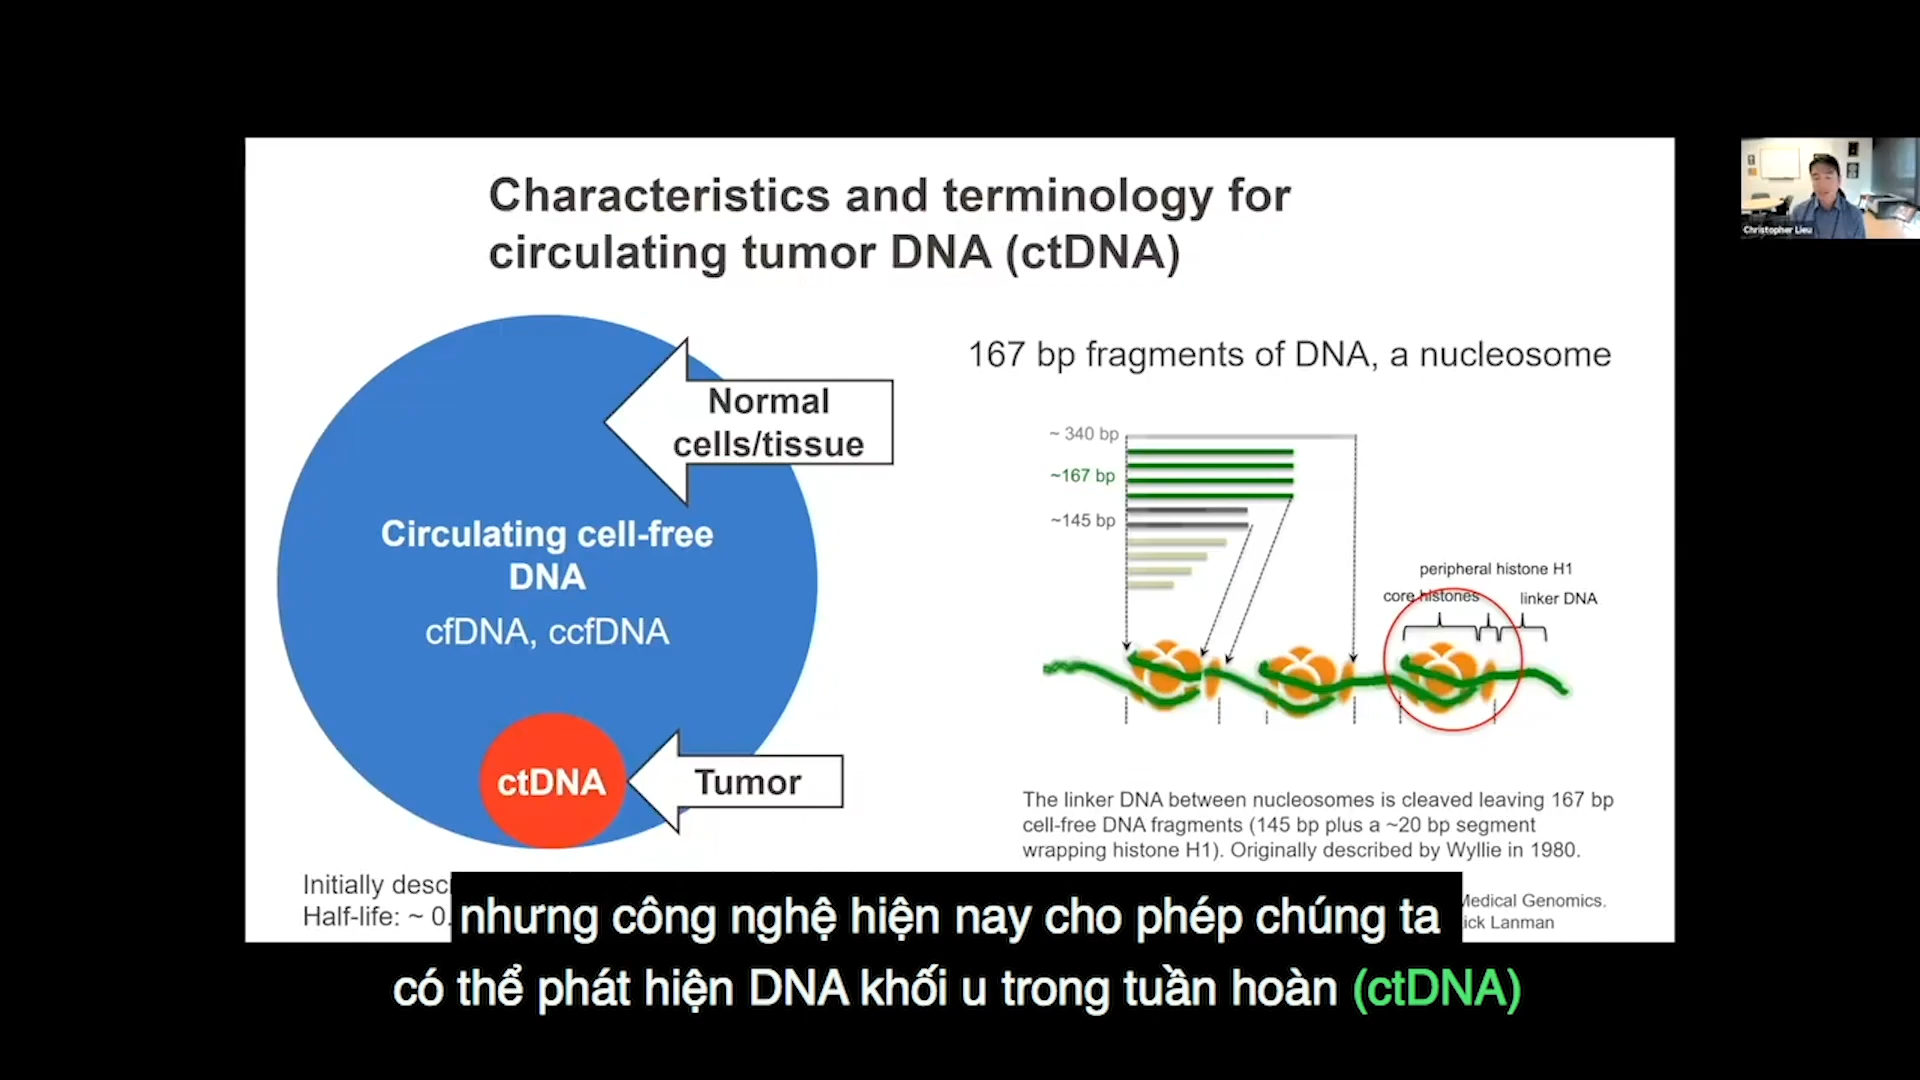 Characteristics and terminology for
circulating tumor DNA (ctDNA)
Christopher Lieu
Normal
cells/tissue
Circulating cell-free
DNA
cfDNA, ccfDNA
ctDNA
Tumor
167 bp fragments of DNA, a nucleosome
~ 340 bp
~167 bp
~145 bp
peripheral histone H1
core histones
linker DNA
The linker DNA between nucleosomes is cleaved leaving 167 bp
cell-free DNA fragments (145 bp plus a ~20 bp segment
wrapping histone H1). Originally described by Wyllie in 1980.
Initially
Half-life: ~ 0.
Medical Genomics.
Lanman
nhưng công nghệ hiện nay cho phép chúng ta
có thể phát hiện DNA khối u trong tuần hoàn (ctDNA)